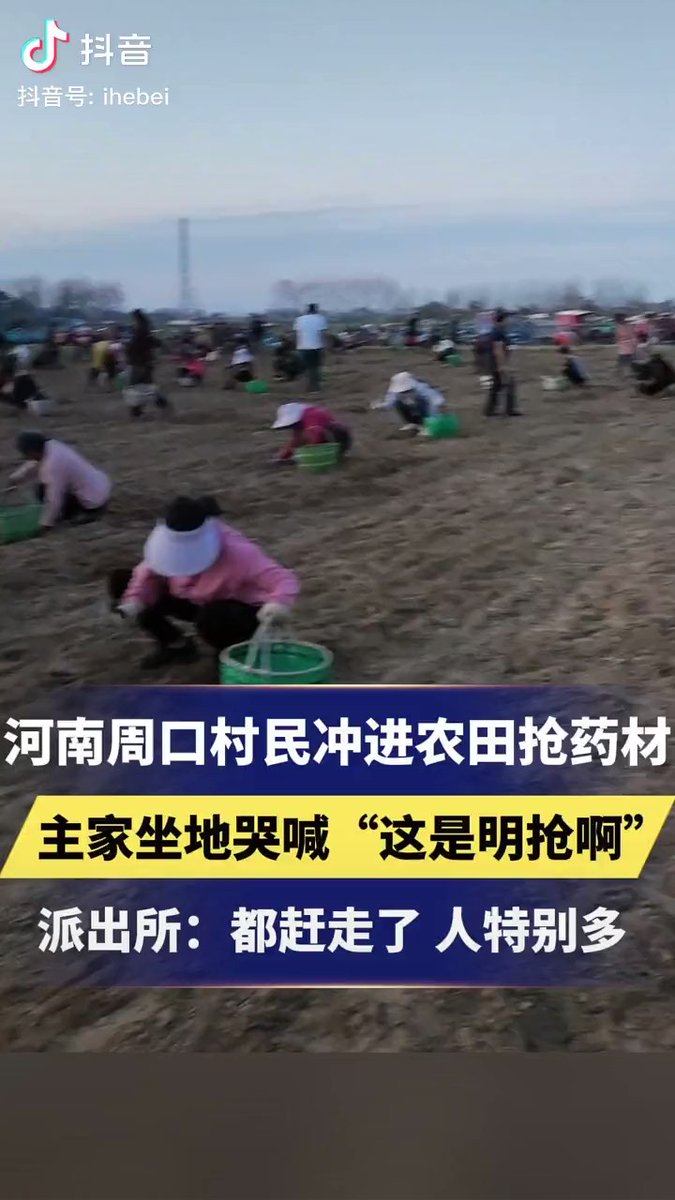 抖音
抖音号: ihebei
河南周口村民冲进农田抢药材
主家坐地哭喊“这是明抢啊”
派出所：都赶走了 人特别多